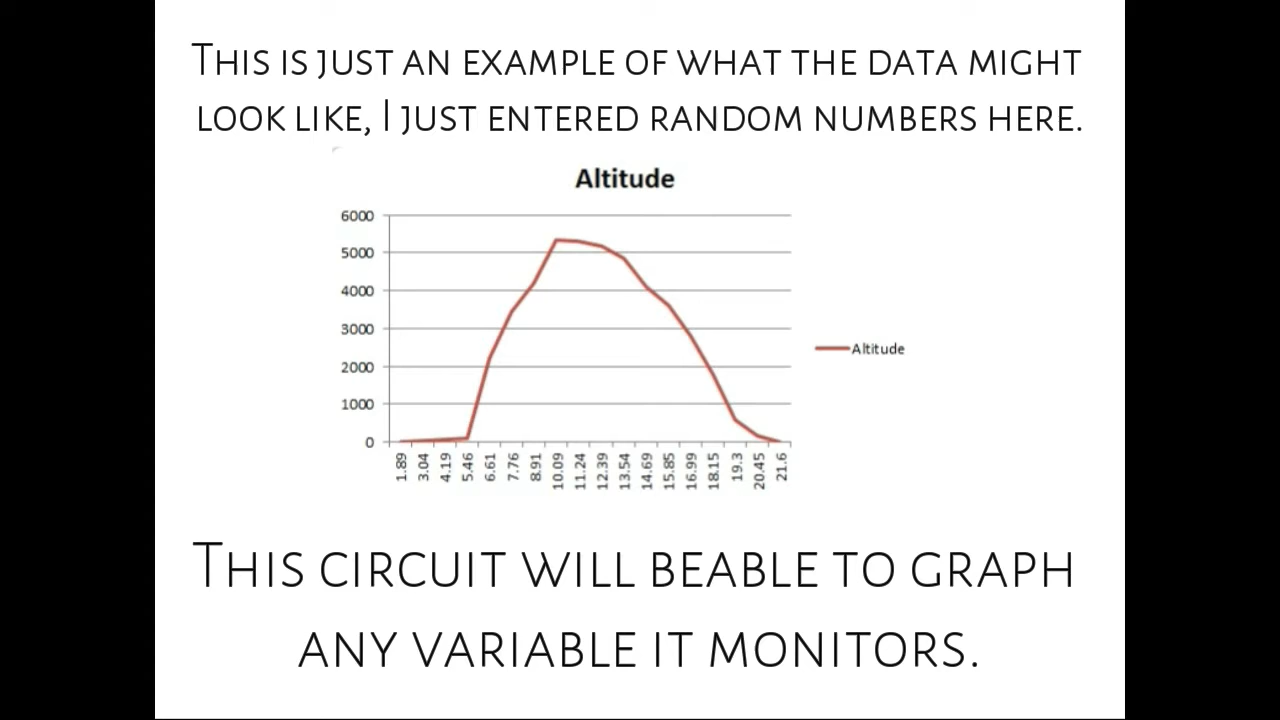 This is just an example of what the data might
look like, I just entered random numbers here.
Altitude
6000
5000
4000
3000
2000
1000
0
Altitude
1.89 3.04 4.19 5.46 6.61 7.76 8.91 10.09 11.24 12.39 13.54 14.69 15.85 16.99 18.15 19.3 20.45 21.6
This circuit will beable to graph
any variable it monitors.